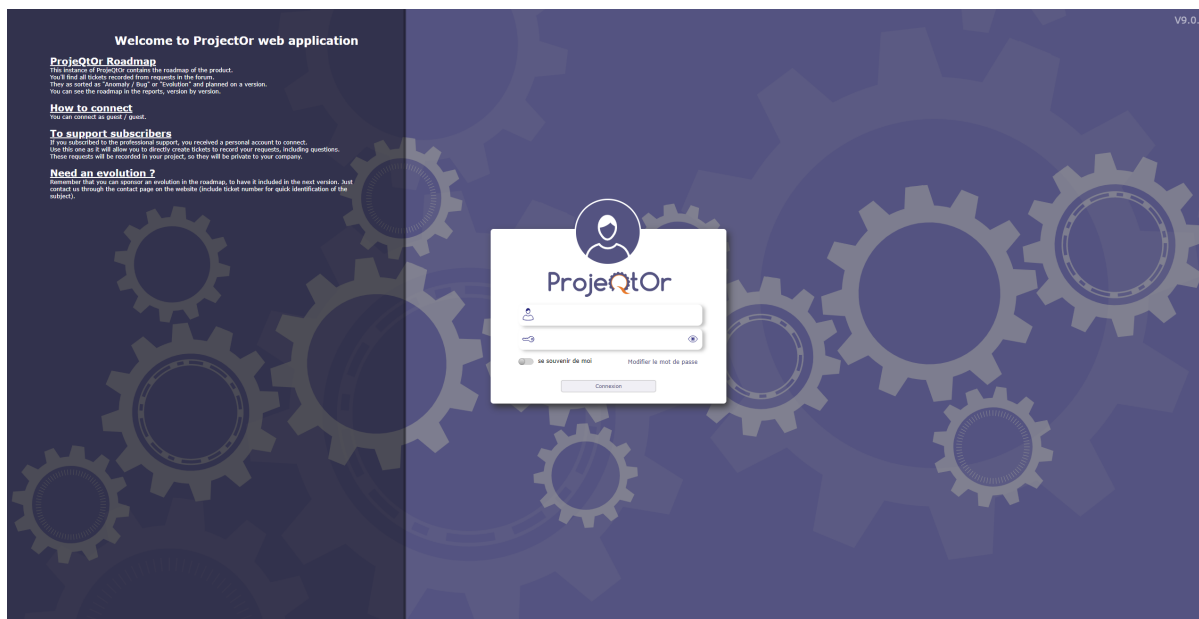 Welcome to ProjectOr web application
V9.0.
ProjeQtOr Roadmap
This instance of ProjeQtOr contains the roadmap of the product.
You'll find all tickets recorded from requests in the forum.
They as sorted as "Anomaly / Bug" or "Evolution" and planned on a version.
You can see the roadmap in the reports, version by version.
How to connect
You can connect as guest / guest.
To support subscribers
If you subscribed to the professional support, you received a personal account to connect.
Use this one as it will allow you to directly create tickets to record your requests, including questions.
These requests will be recorded in your project, so they will be private to your company.
Need an evolution ?
Remember that you can sponsor an evolution in the roadmap, to have it included in the next version. Just
contact us through the contact page on the website (include ticket number for quick identification of the
subject).
ProjeQtOr
se souvenir de moi
Modifier le mot de passe
Connexion